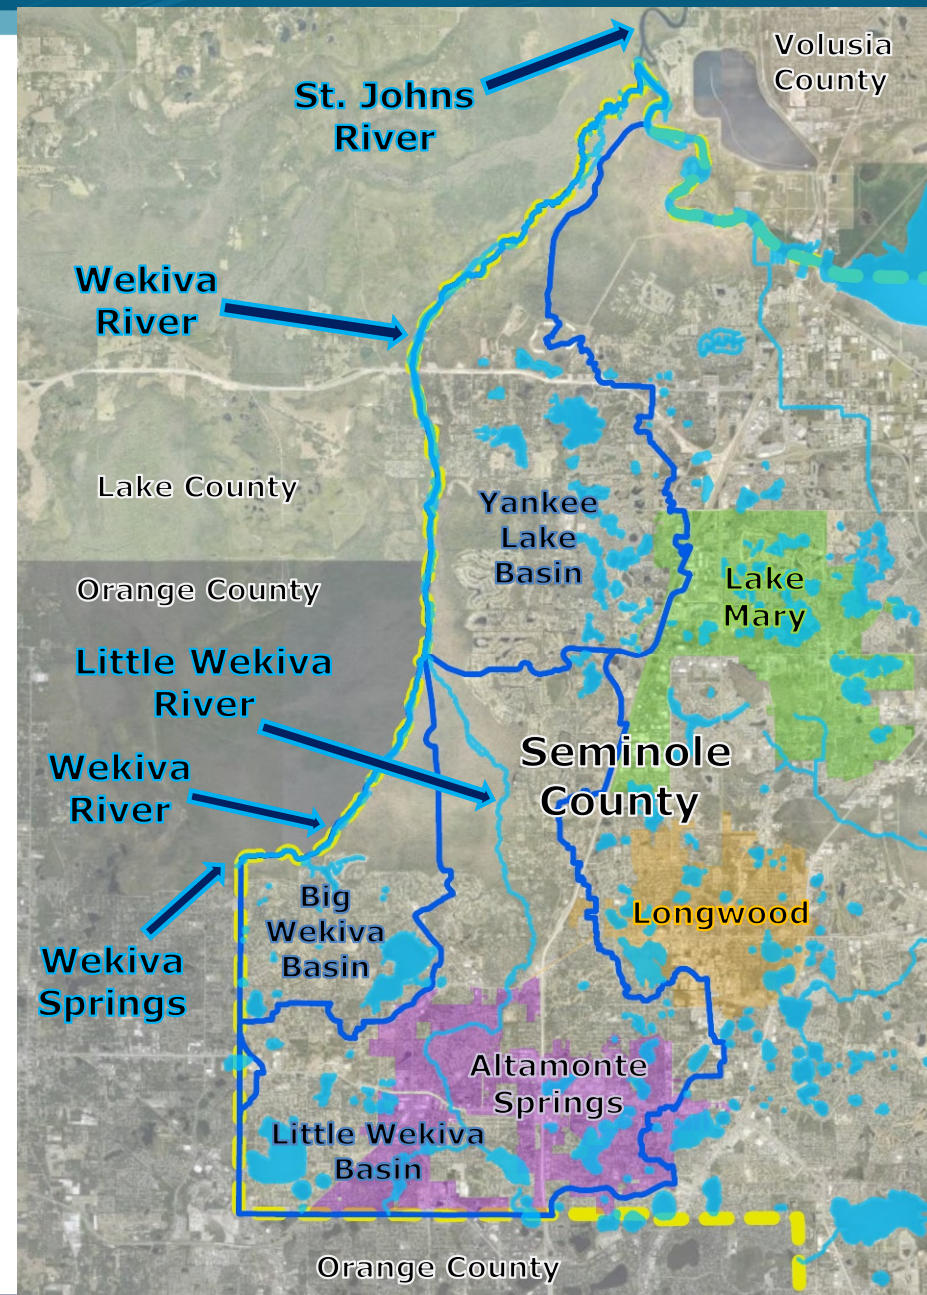 Volusia
County
St. Johns
River
Wekiva
River
Lake County
Yankee
Lake
Basin
Orange County
Lake
Mary
Little Wekiva
River
Seminole
County
Wekiva
River
Big
Wekiva
Basin
Longwood
Wekiva
Springs
Altamonte
Springs
Little Wekiva
Basin
Orange County